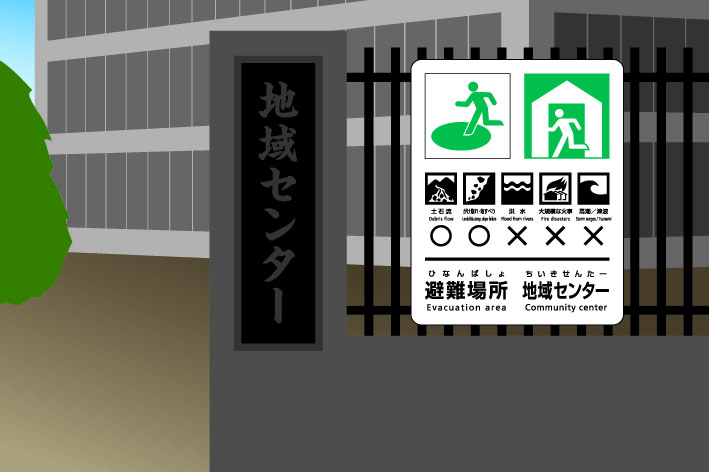 地域センター
土石流
Debris flow
崖崩れ・地すべり
洪水
Flood from rivers
大規模な火事
Fire disasters
高潮/津波
Storm surges / Tsunami
○ ○ × × ×
ひなんばしょ
避難場所
Evacuation area
ちいきせんたー
地域センター
Community center